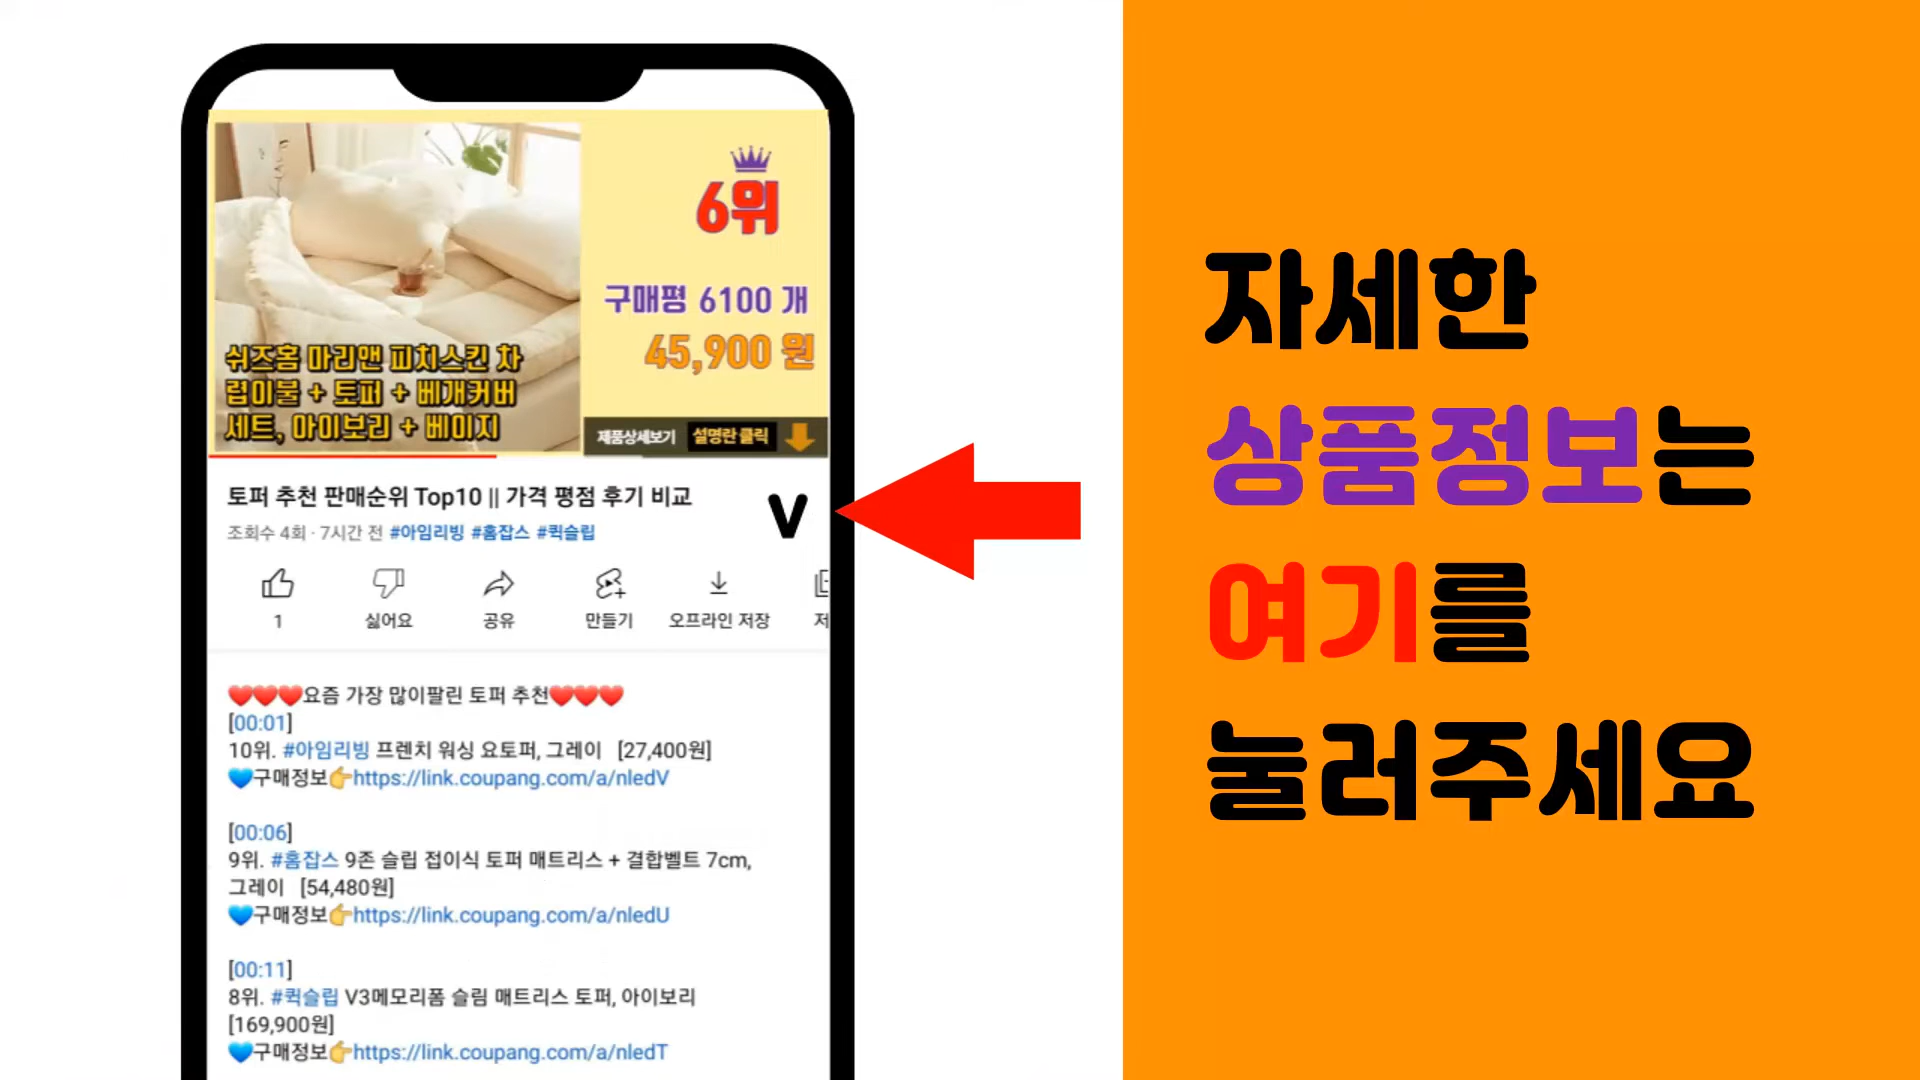 6위
구매평 6100 개
45,900 원
쉬즈홈 마리앤 피치스킨 차
렵이불 + 토퍼 + 베개커버
세트, 아이보리 + 베이지
제품상세보기 설명란 클릭
토퍼 추천 판매순위 Top10 || 가격 평점 후기 비교
V
조회수 4회 · 7시간 전 #아임리빙 #홈잡스 #퀵슬립
1 싫어요 공유 만들기 오프라인 저장 저
❤️❤️❤️요즘 가장 많이팔린 토퍼 추천❤️❤️❤️
[00:01]
10위. #아임리빙 프렌치 워싱 요토퍼, 그레이 [27,400원]
💙구매정보👉https://link.coupang.com/a/nledV
[00:06]
9위. #홈잡스 9존 슬립 접이식 토퍼 매트리스 + 결합벨트 7cm,
그레이 [54,480원]
💙구매정보👉https://link.coupang.com/a/nledU
[00:11]
8위. #퀵슬립 V3메모리폼 슬림 매트리스 토퍼, 아이보리
[169,900원]
💙구매정보👉https://link.coupang.com/a/nledT
자세한
상품정보는
여기를
눌러주세요